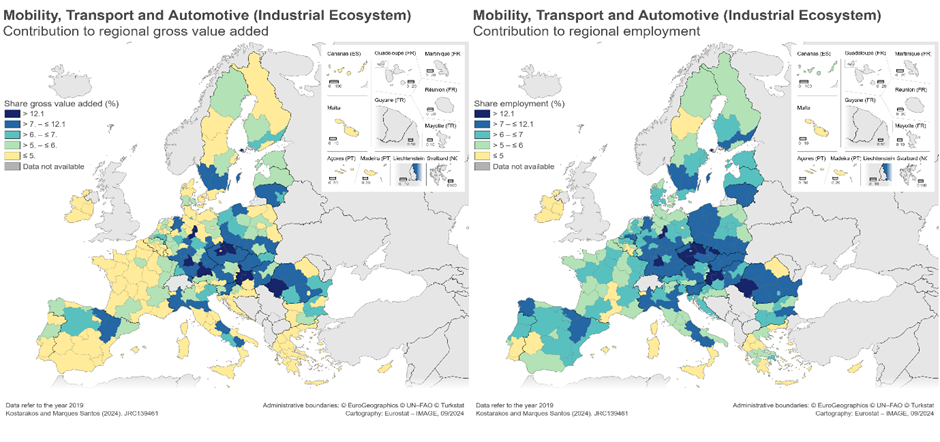 Mobility, Transport and Automotive (Industrial Ecosystem)
Contribution to regional gross value added
Canarias (ES)
Guadeloupe (FR)
Martinique (FR)
Share gross value added (%)
> 12.1
> 7. – ≤ 12.1
> 6. – ≤ 7.
> 5. – ≤ 6.
≤ 5.
Data not available
Réunion (FR)
Malta
Guyane (FR)
Mayotte (FR)
Açores (PT)
Madeira (PT)
Liechtenstein
Svalbard (NO
Data refer to the year 2019
Kostarakos and Marques Santos (2024). JRC139461
Administrative boundaries: © EuroGeographics © UN–FAO © Turkstat
Cartography: Eurostat – IMAGE, 09/2024
Mobility, Transport and Automotive (Industrial Ecosystem)
Contribution to regional employment
Canarias (ES)
Guadeloupe (FR)
Martinique (FR)
Share employment (%)
> 12.1
> 7 – ≤ 12.1
> 6 – ≤ 7
> 5 – ≤ 6
≤ 5
Data not available
Réunion (FR)
Malta
Guyane (FR)
Mayotte (FR)
Açores (PT)
Madeira (PT)
Liechtenstein
Svalbard (NO
Data refer to the year 2019
Kostarakos and Marques Santos (2024). JRC139461
Administrative boundaries: © EuroGeographics © UN–FAO © Turkstat
Cartography: Eurostat – IMAGE, 09/2024